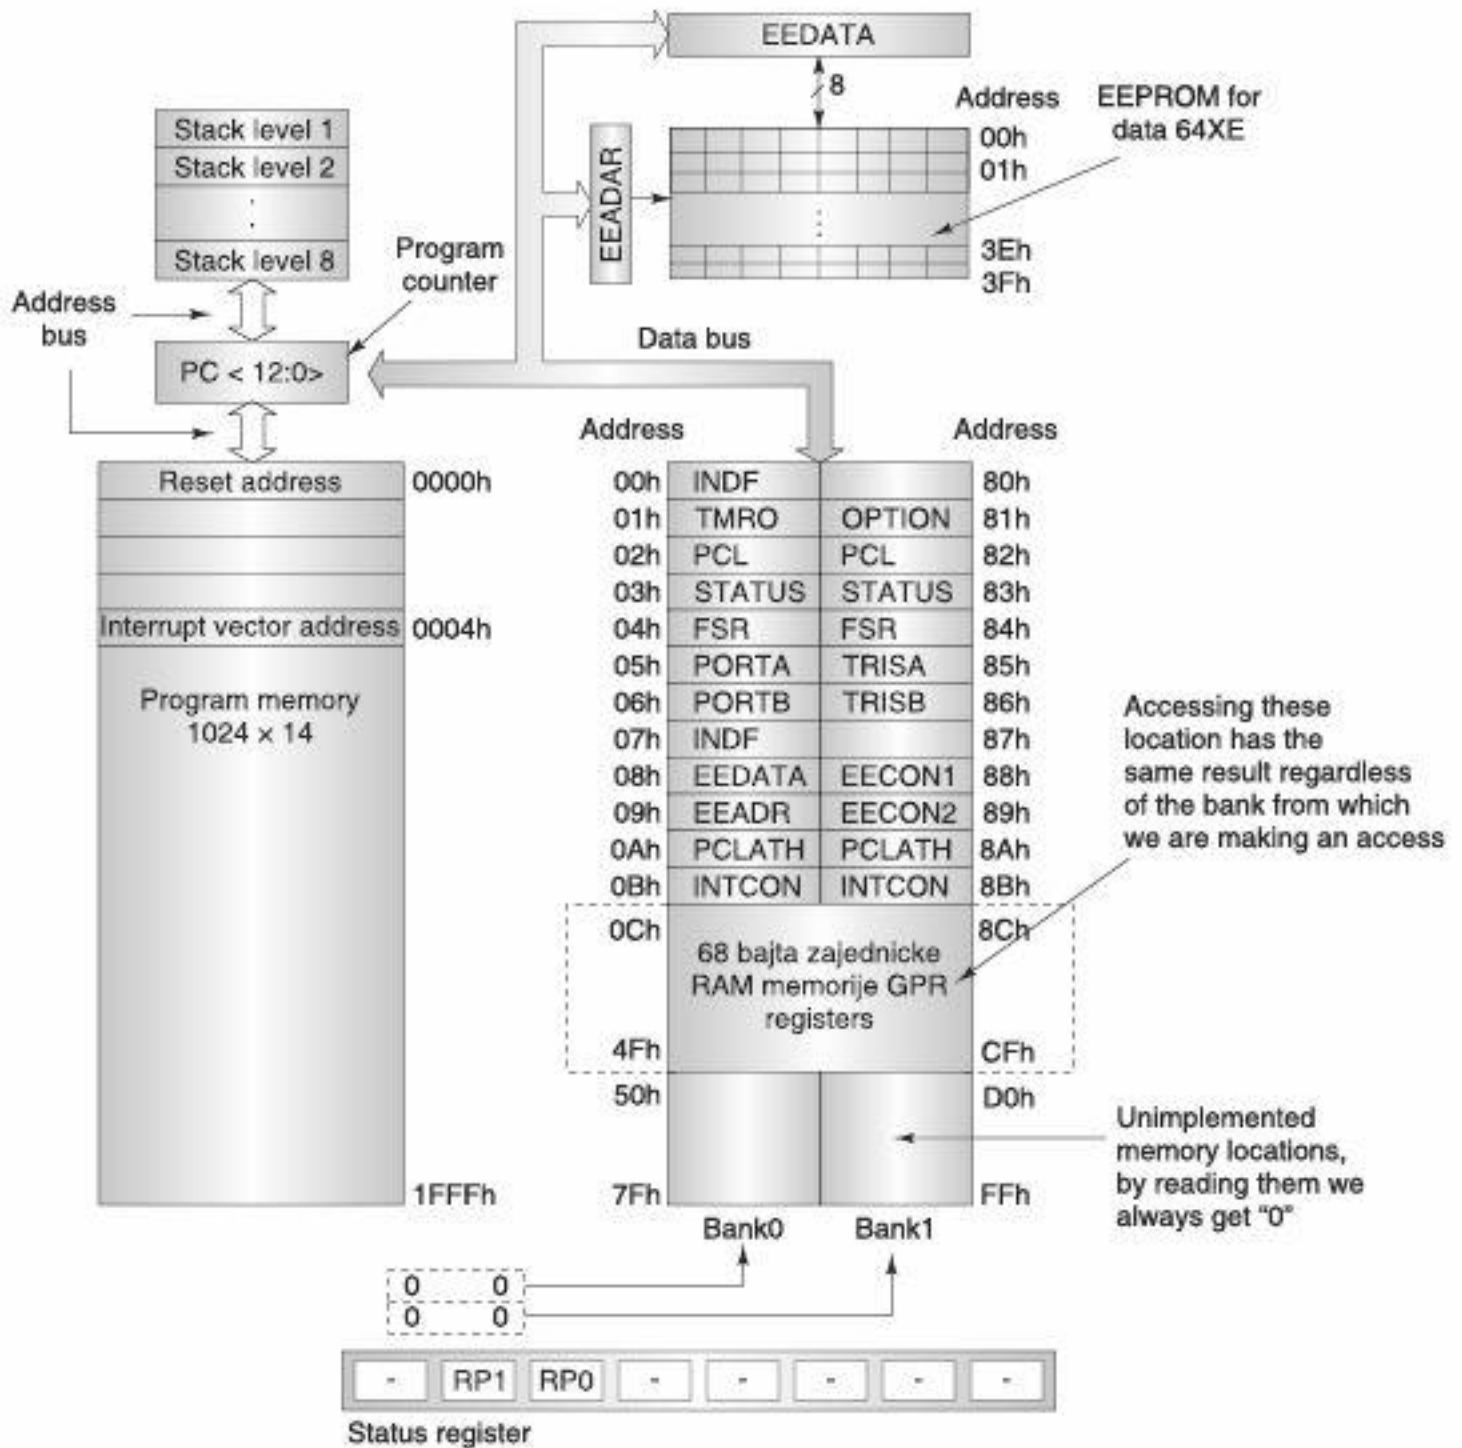 EEDATA
8
Address
EEPROM for
data 64XE
00h
01h
3Eh
3Fh
EEADAR
Stack level 1
Stack level 2
Stack level 8
Program
counter
Address
bus
PC < 12:0>
Data bus
Reset address
0000h
Interrupt vector address
0004h
Program memory
1024 × 14
1FFFh
Address
Address
00h INDF 80h
01h TMRO OPTION 81h
02h PCL PCL 82h
03h STATUS STATUS 83h
04h FSR FSR 84h
05h PORTA TRISA 85h
06h PORTB TRISB 86h
07h INDF 87h
08h EEDATA EECON1 88h
09h EEADR EECON2 89h
0Ah PCLATH PCLATH 8Ah
0Bh INTCON INTCON 8Bh
0Ch 8Ch
68 bajta zajednicke
RAM memorije GPR
registers
4Fh CFh
50h D0h
7Fh FFh
Bank0 Bank1
Accessing these
location has the
same result regardless
of the bank from which
we are making an access
Unimplemented
memory locations,
by reading them we
always get “0”
0 0
0 0
- RP1 RP0 - - - - -
Status register